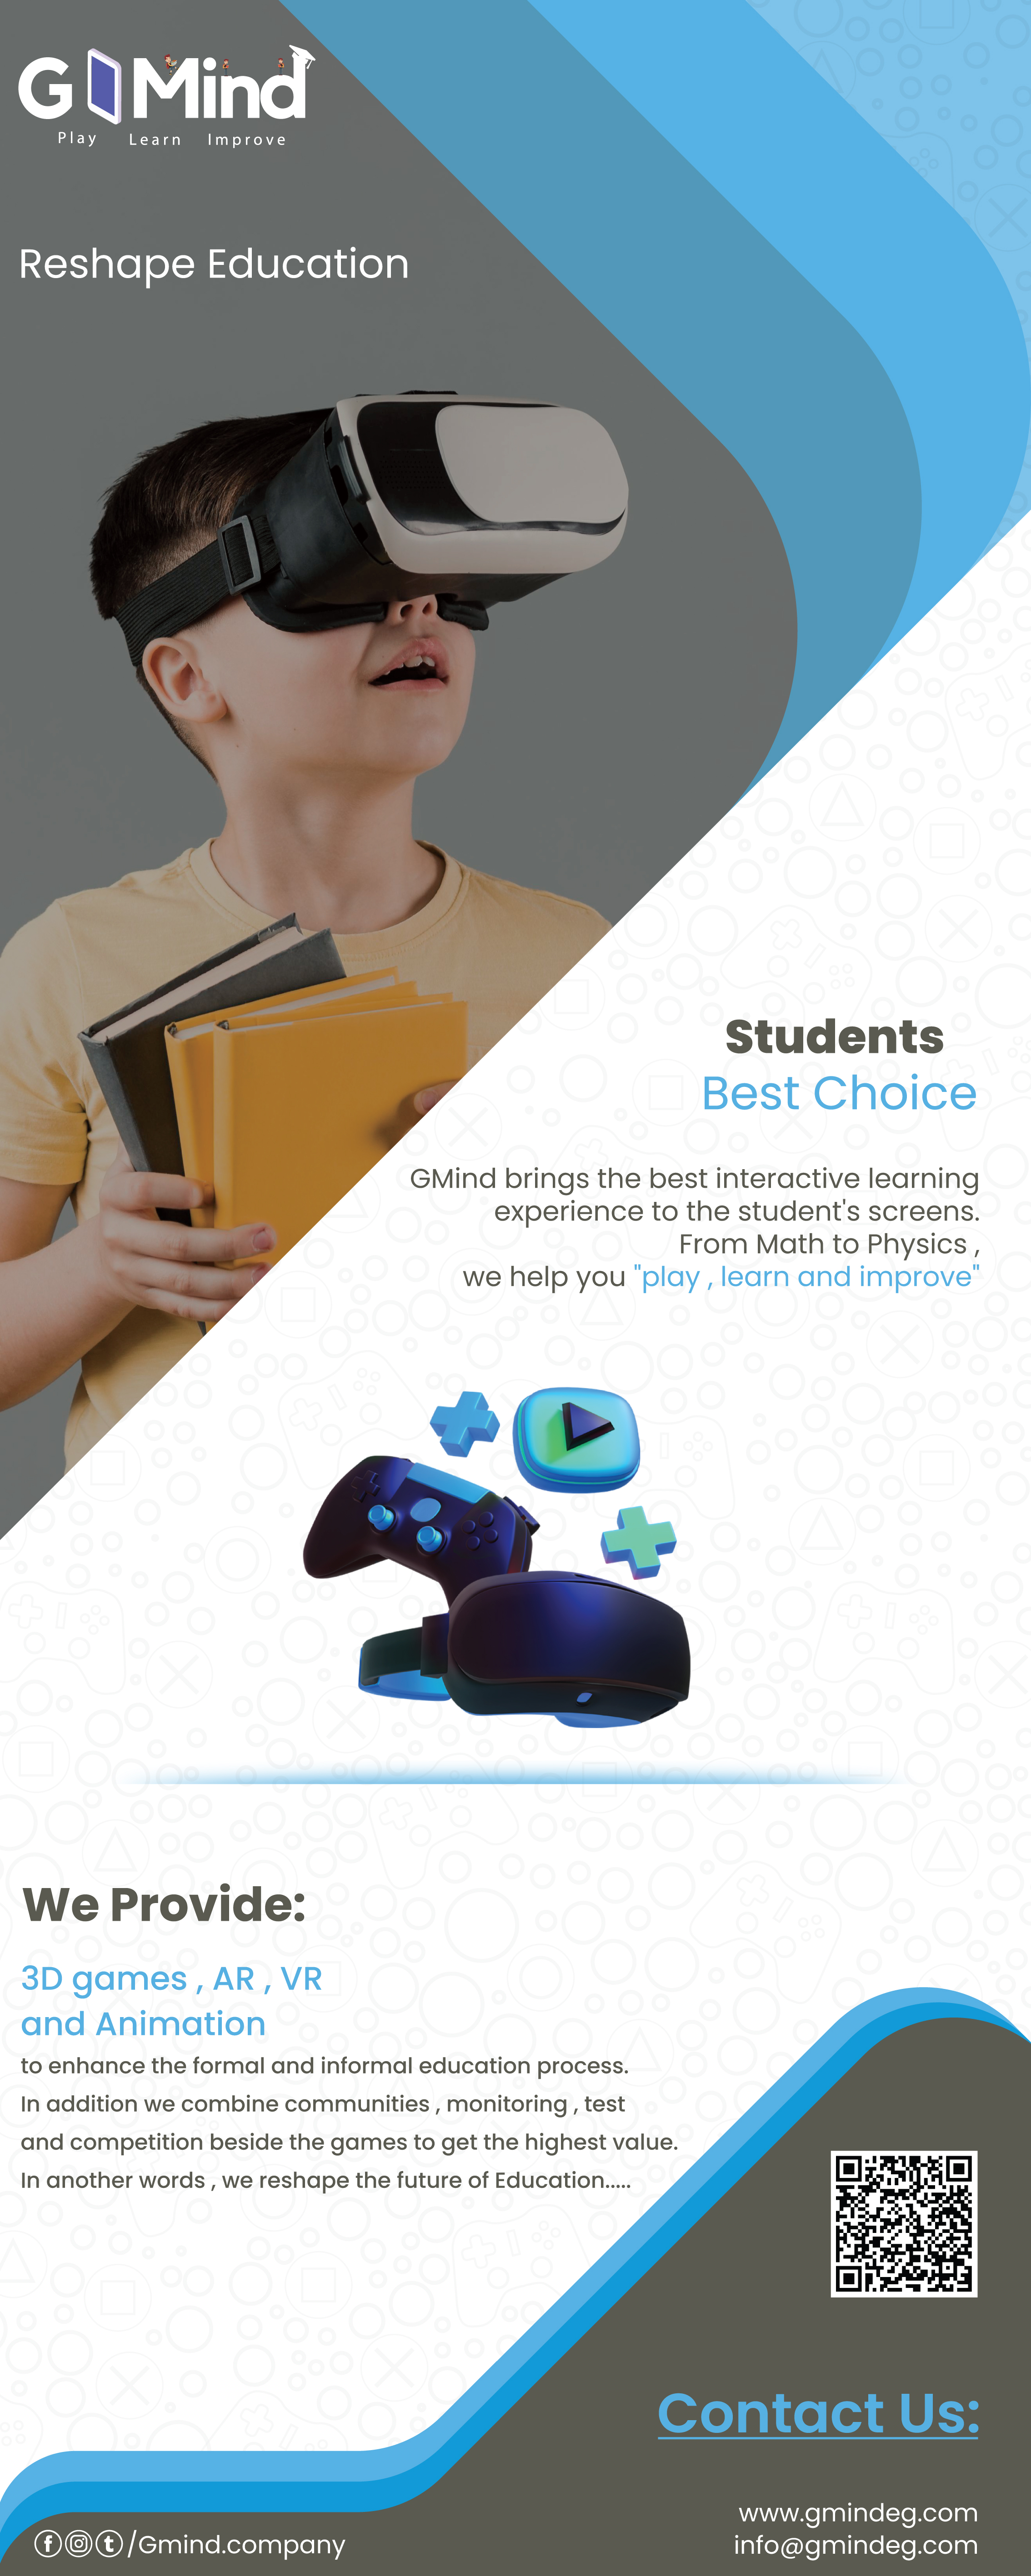 G Mind
Play Learn Improve
Reshape Education
Students
Best Choice
GMind brings the best interactive learning
experience to the student's screens.
From Math to Physics ,
we help you "play , learn and improve"
We Provide:
3D games , AR , VR
and Animation
to enhance the formal and informal education process.
In addition we combine communities , monitoring , test
and competition beside the games to get the highest value.
In another words , we reshape the future of Education.....
Contact Us:
www.gmindeg.com
info@gmindeg.com
/Gmind.company